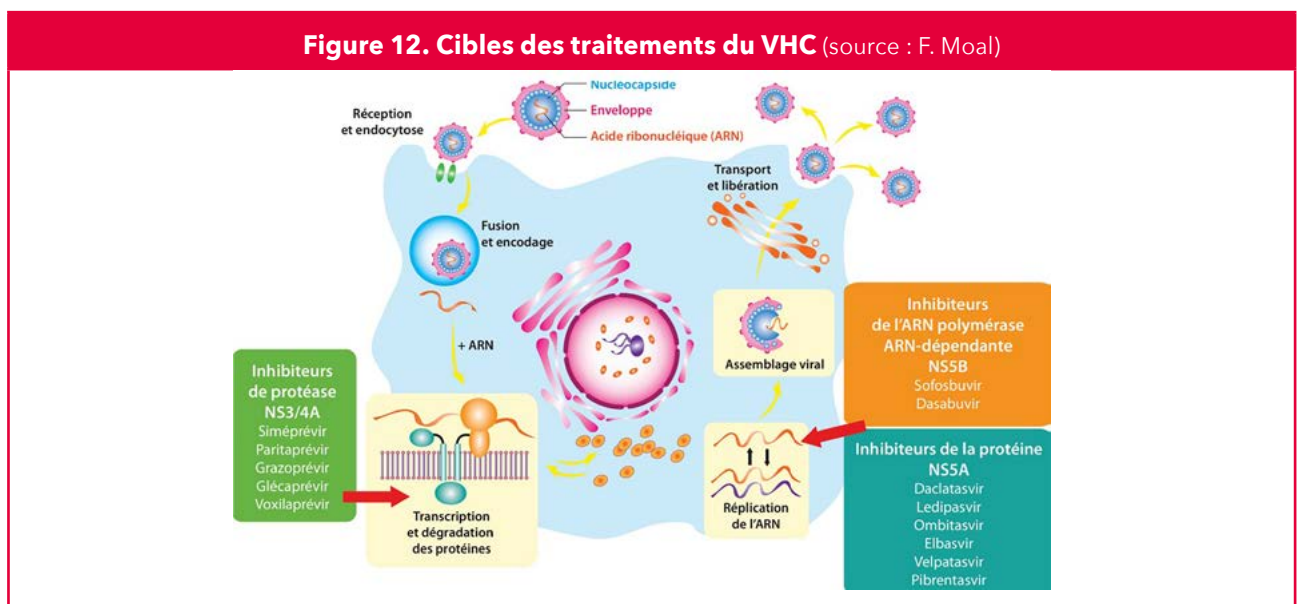 Figure 12. Cibles des traitements du VHC (source : F. Moal)
Nucléocapside
Enveloppe
Acide ribonucléique (ARN)
Réception
et endocytose
Transport
et libération
Fusion
et encodage
+ ARN
Assemblage viral
Inhibiteurs
de l'ARN polymérase
ARN-dépendante
NS5B
Sofosbuvir
Dasabuvir
Inhibiteurs
de protéase
NS3/4A
Siméprévir
Paritaprévir
Grazoprévir
Glécaprévir
Voxilaprévir
Transcription
et dégradation
des protéines
Réplication
de l'ARN
Inhibiteurs de la protéine
NS5A
Daclatasvir
Ledipasvir
Ombitasvir
Elbasvir
Velpatasvir
Pibrentasvir